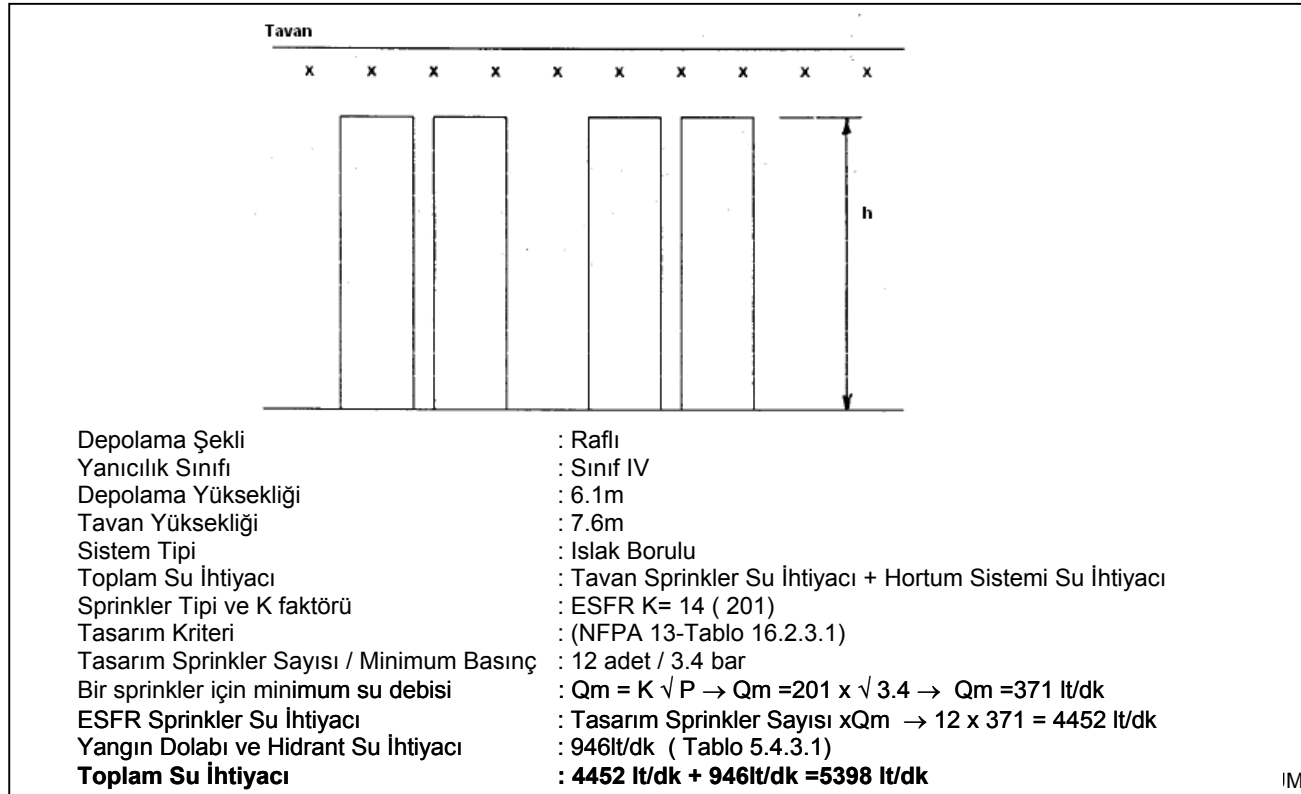 Tavan
x x x x x x x x x x
h
Depolama Şekli : Raflı
Yanıcılık Sınıfı : Sınıf IV
Depolama Yüksekliği : 6.1m
Tavan Yüksekliği : 7.6m
Sistem Tipi : Islak Borulu
Toplam Su İhtiyacı : Tavan Sprinkler Su İhtiyacı + Hortum Sistemi Su İhtiyacı
Sprinkler Tipi ve K faktörü : ESFR K= 14 ( 201)
Tasarım Kriteri : (NFPA 13-Tablo 16.2.3.1)
Tasarım Sprinkler Sayısı / Minimum Basınç : 12 adet / 3.4 bar
Bir sprinkler için minimum su debisi : Qm = K √ P → Qm =201 x √ 3.4 → Qm =371 lt/dk
ESFR Sprinkler Su İhtiyacı : Tasarım Sprinkler Sayısı xQm → 12 x 371 = 4452 lt/dk
Yangın Dolabı ve Hidrant Su İhtiyacı : 946lt/dk ( Tablo 5.4.3.1)
Toplam Su İhtiyacı : 4452 lt/dk + 946lt/dk =5398 lt/dk